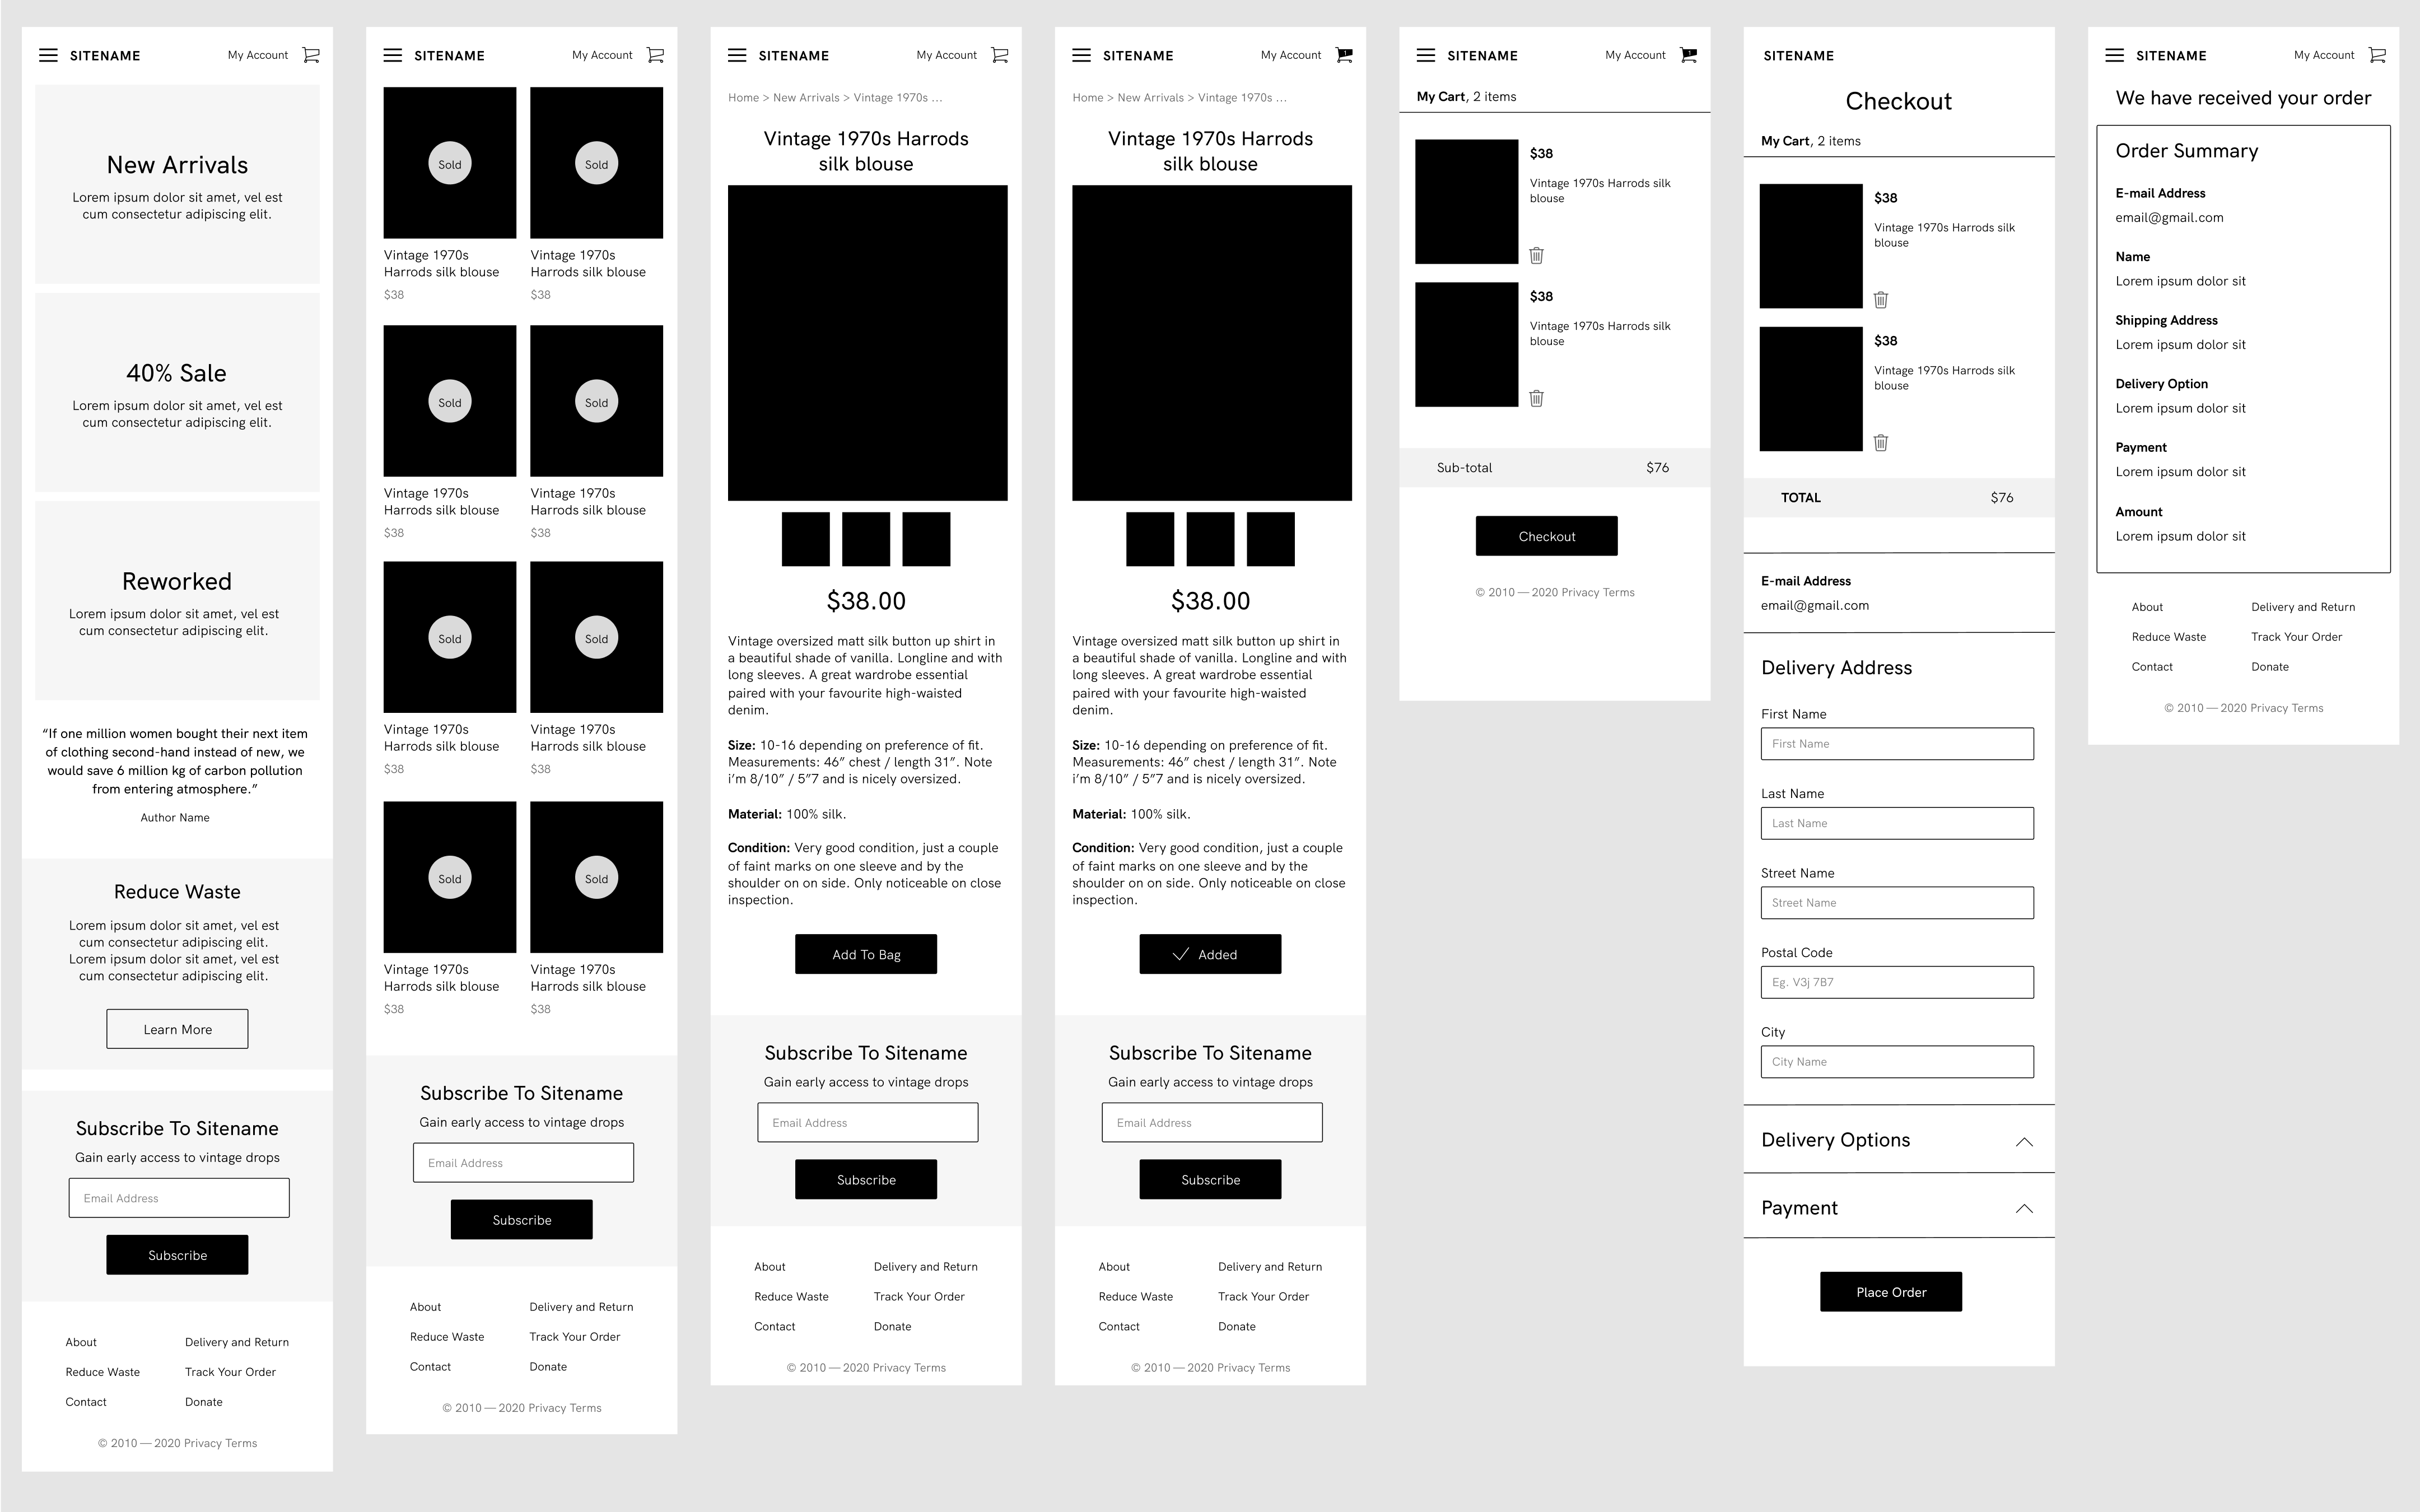 SITENAME
My Account
New Arrivals
Lorem ipsum dolor sit amet, vel est
cum consectetur adipiscing elit.
40% Sale
Lorem ipsum dolor sit amet, vel est
cum consectetur adipiscing elit.
Reworked
Lorem ipsum dolor sit amet, vel est
cum consectetur adipiscing elit.
“If one million women bought their next item
of clothing second-hand instead of new, we
would save 6 million kg of carbon pollution
from entering atmosphere.”
Author Name
Reduce Waste
Lorem ipsum dolor sit amet, vel est
cum consectetur adipiscing elit.
Lorem ipsum dolor sit amet, vel est
cum consectetur adipiscing elit.
Learn More
Subscribe To Sitename
Gain early access to vintage drops
Email Address
Subscribe
About
Delivery and Return
Reduce Waste
Track Your Order
Contact
Donate
© 2010 — 2020 Privacy Terms
SITENAME
My Account
Sold
Sold
Vintage 1970s
Harrods silk blouse
$38
Vintage 1970s
Harrods silk blouse
$38
Sold
Sold
Vintage 1970s
Harrods silk blouse
$38
Vintage 1970s
Harrods silk blouse
$38
Sold
Sold
Vintage 1970s
Harrods silk blouse
$38
Vintage 1970s
Harrods silk blouse
$38
Sold
Sold
Vintage 1970s
Harrods silk blouse
$38
Vintage 1970s
Harrods silk blouse
$38
Subscribe To Sitename
Gain early access to vintage drops
Email Address
Subscribe
About
Delivery and Return
Reduce Waste
Track Your Order
Contact
Donate
© 2010 — 2020 Privacy Terms
SITENAME
My Account
Home > New Arrivals > Vintage 1970s ...
Vintage 1970s Harrods
silk blouse
$38.00
Vintage oversized matt silk button up shirt in
a beautiful shade of vanilla. Longline and with
long sleeves. A great wardrobe essential
paired with your favourite high-waisted
denim.
Size: 10-16 depending on preference of fit.
Measurements: 46” chest / length 31”. Note
i’m 8/10” / 5”7 and is nicely oversized.
Material: 100% silk.
Condition: Very good condition, just a couple
of faint marks on one sleeve and by the
shoulder on on side. Only noticeable on close
inspection.
Add To Bag
Subscribe To Sitename
Gain early access to vintage drops
Email Address
Subscribe
About
Delivery and Return
Reduce Waste
Track Your Order
Contact
Donate
© 2010 — 2020 Privacy Terms
SITENAME
My Account
1
Home > New Arrivals > Vintage 1970s ...
Vintage 1970s Harrods
silk blouse
$38.00
Vintage oversized matt silk button up shirt in
a beautiful shade of vanilla. Longline and with
long sleeves. A great wardrobe essential
paired with your favourite high-waisted
denim.
Size: 10-16 depending on preference of fit.
Measurements: 46” chest / length 31”. Note
i’m 8/10” / 5”7 and is nicely oversized.
Material: 100% silk.
Condition: Very good condition, just a couple
of faint marks on one sleeve and by the
shoulder on on side. Only noticeable on close
inspection.
Added
Subscribe To Sitename
Gain early access to vintage drops
Email Address
Subscribe
About
Delivery and Return
Reduce Waste
Track Your Order
Contact
Donate
© 2010 — 2020 Privacy Terms
SITENAME
My Account
1
My Cart, 2 items
$38
Vintage 1970s Harrods silk
blouse
$38
Vintage 1970s Harrods silk
blouse
Sub-total
$76
Checkout
© 2010 — 2020 Privacy Terms
SITENAME
Checkout
My Cart, 2 items
$38
Vintage 1970s Harrods silk
blouse
$38
Vintage 1970s Harrods silk
blouse
TOTAL
$76
E-mail Address
email@gmail.com
Delivery Address
First Name
First Name
Last Name
Last Name
Street Name
Street Name
Postal Code
Eg. V3j 7B7
City
City Name
Delivery Options
Payment
Place Order
SITENAME
My Account
We have received your order
Order Summary
E-mail Address
email@gmail.com
Name
Lorem ipsum dolor sit
Shipping Address
Lorem ipsum dolor sit
Delivery Option
Lorem ipsum dolor sit
Payment
Lorem ipsum dolor sit
Amount
Lorem ipsum dolor sit
About
Delivery and Return
Reduce Waste
Track Your Order
Contact
Donate
© 2010 — 2020 Privacy Terms